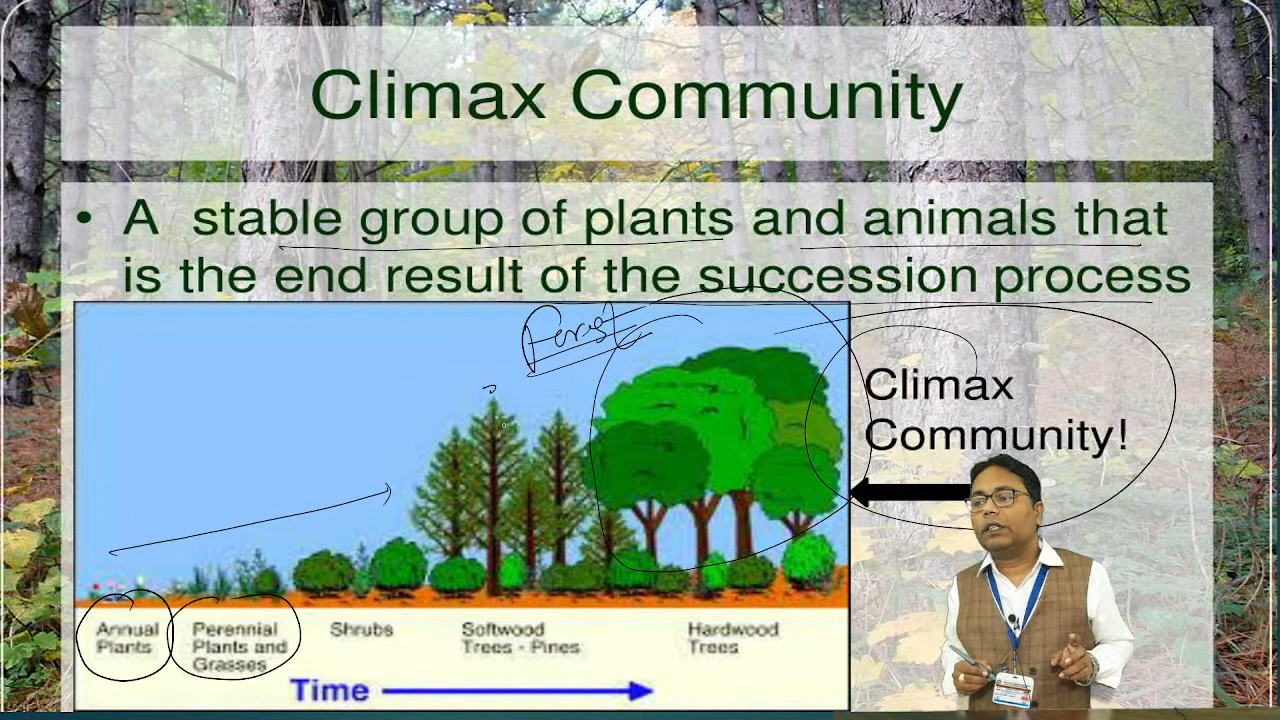 Climax Community
• A stable group of plants and animals that
is the end result of the succession process
Climax
Community!
Annual
Plants
Perennial
Plants and
Grasses
Shrubs
Softwood
Trees - Pines
Hardwood
Trees
Time